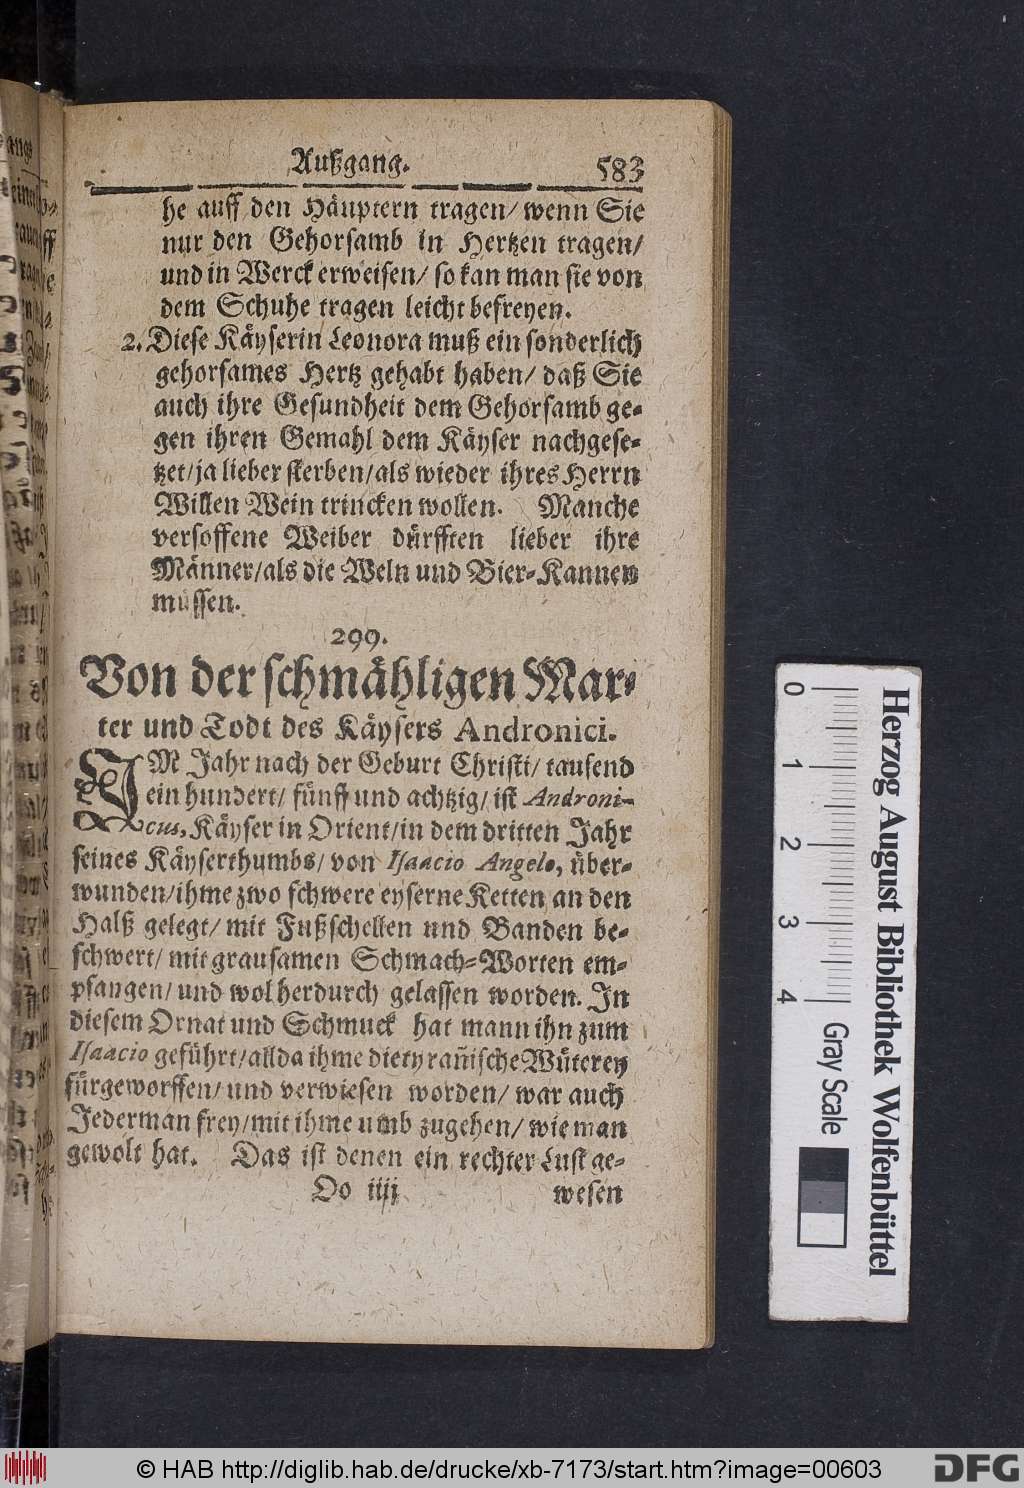 Außgang. 583
he auff den Häuptern tragen/ wenn Sie
nur den Gehorsamb in Hertzen tragen/
und in Werck erweisen/ so kan man sie von
dem Schuhe tragen leicht befreyen.
2. Diese Käyserin Leonora muß ein sonderlich
gehorsames Hertz gehabt haben/ daß Sie
auch ihre Gesundheit dem Gehorsamb ge-
gen ihren Gemahl dem Käyser nachgese-
tzet/ ja lieber sterben/ als wieder ihres Herrn
Willen Wein trincken wollen. Manche
versoffene Weiber dürfften lieber ihre
Männer/ als die Wein und Bier-Kannen
müssen.
299.
Von der schmähligen Mar-
ter und Todt des Käysers Andronici.
IM Jahr nach der Geburt Christi/ tausend
ein hundert/ fünff und achtzig/ ist Androni-
cus, Käyser in Orient/ in dem dritten Jahr
seines Käyserthumbs/ von Isaacio Angelo, über-
wunden/ ihme zwo schwere eyserne Ketten an den
Halß gelegt/ mit Fußschellen und Banden be-
schwert/ mit grausamen Schmach-Worten em-
pfangen/ und wol herdurch gelassen worden. In
diesem Ornat und Schmuck hat mann ihn zum
Isaacio geführt/ allda ihme die tyrañische Wüterey
fürgeworffen/ und verwiesen worden/ war auch
Jederman frey/ mit ihme umb zugehen/ wie man
gewolt hat. Das ist denen ein rechter Lust ge-
Oo iiij wesen
Herzog August Bibliothek Wolfenbüttel
0 1 2 3 4
Gray Scale
© HAB http://diglib.hab.de/drucke/xb-7173/start.htm?image=00603
DFG